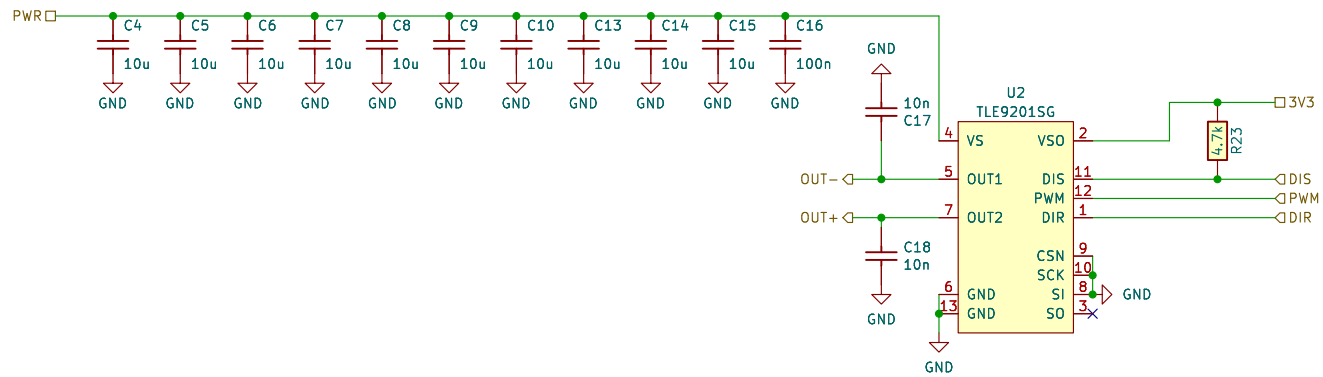 PWR
C4 C5 C6 C7 C8 C9 C10 C13 C14 C15 C16
10u 10u 10u 10u 10u 10u 10u 10u 10u 10u 100n
GND GND GND GND GND GND GND GND GND GND GND
GND
10n
C17
U2
TLE9201SG
3V3
4.7k
R23
4 VS VSO 2
OUT- 5 OUT1 DIS 11 DIS
PWM 12 PWM
OUT+ 7 OUT2 DIR 1 DIR
C18
10n
GND
CSN 9
SCK 10
6 GND SI 8 GND
13 GND SO 3
GND